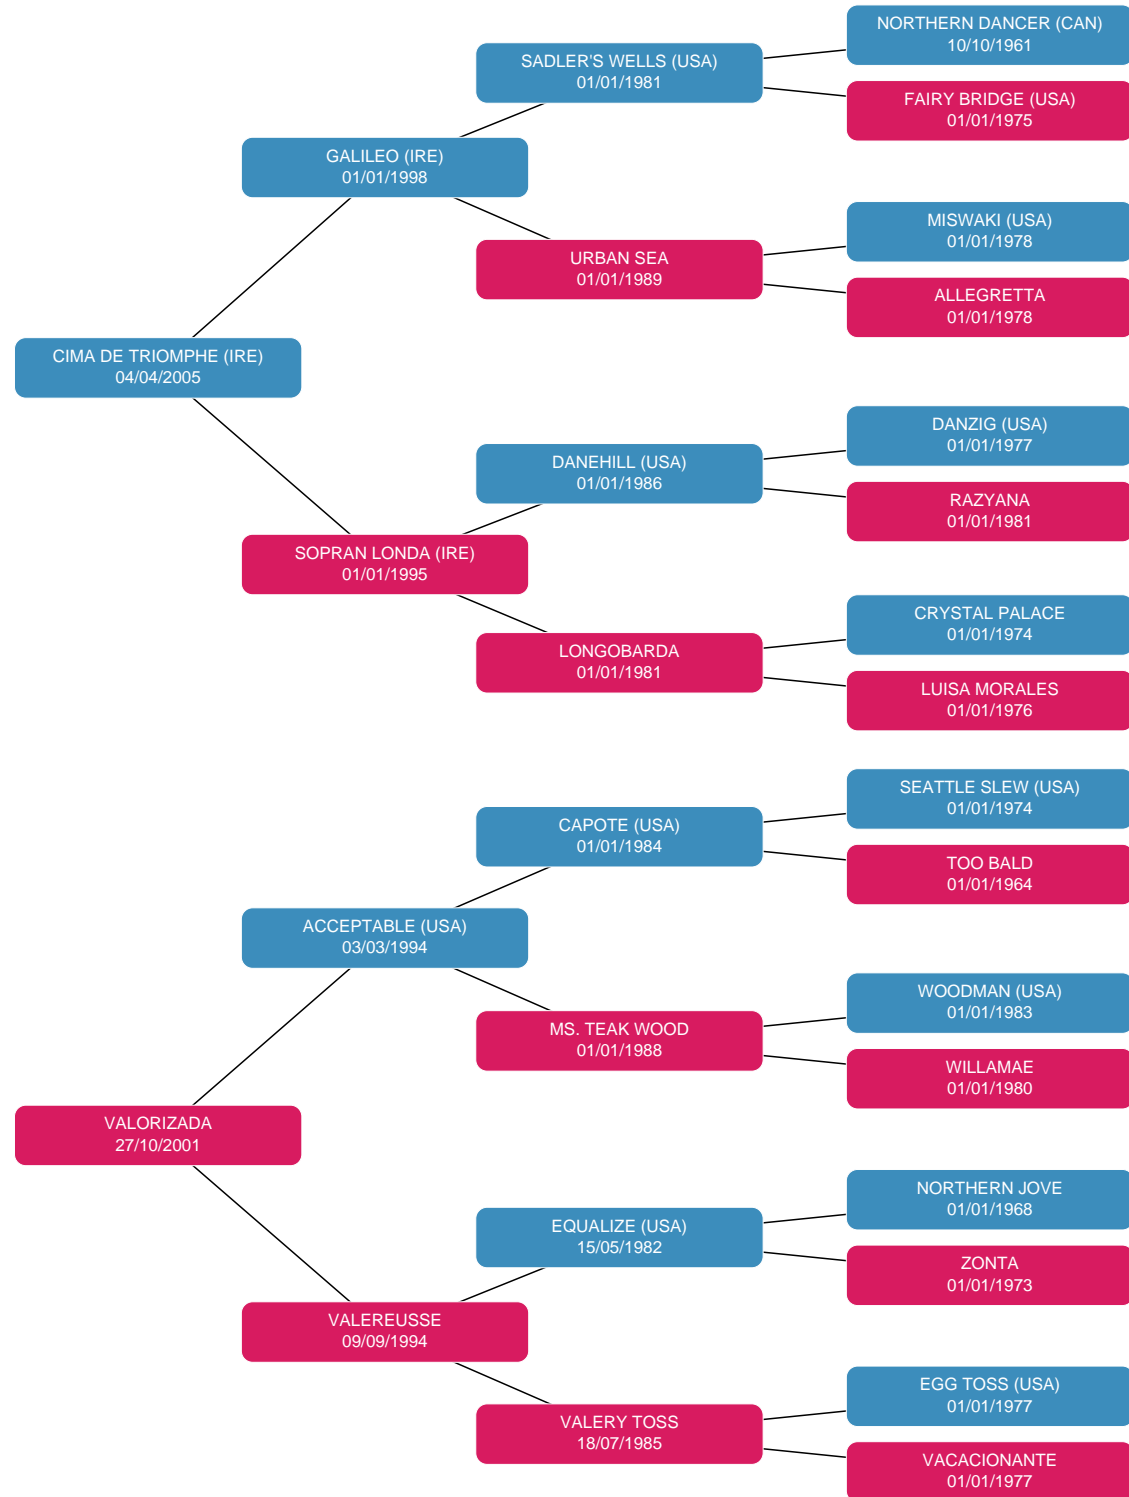 NORTHERN DANCER (CAN)
10/10/1961
SADLER'S WELLS (USA)
01/01/1981
FAIRY BRIDGE (USA)
01/01/1975
GALILEO (IRE)
01/01/1998
MISWAKI (USA)
01/01/1978
URBAN SEA
01/01/1989
ALLEGRETTA
01/01/1978
CIMA DE TRIOMPHE (IRE)
04/04/2005
DANZIG (USA)
01/01/1977
DANEHILL (USA)
01/01/1986
RAZYANA
01/01/1981
SOPRAN LONDA (IRE)
01/01/1995
CRYSTAL PALACE
01/01/1974
LONGOBARDA
01/01/1981
LUISA MORALES
01/01/1976
SEATTLE SLEW (USA)
01/01/1974
CAPOTE (USA)
01/01/1984
TOO BALD
01/01/1964
ACCEPTABLE (USA)
03/03/1994
WOODMAN (USA)
01/01/1983
MS. TEAK WOOD
01/01/1988
WILLAMAE
01/01/1980
VALORIZADA
27/10/2001
NORTHERN JOVE
01/01/1968
EQUALIZE (USA)
15/05/1982
ZONTA
01/01/1973
VALEREUSSE
09/09/1994
EGG TOSS (USA)
01/01/1977
VALERY TOSS
18/07/1985
VACACIONANTE
01/01/1977